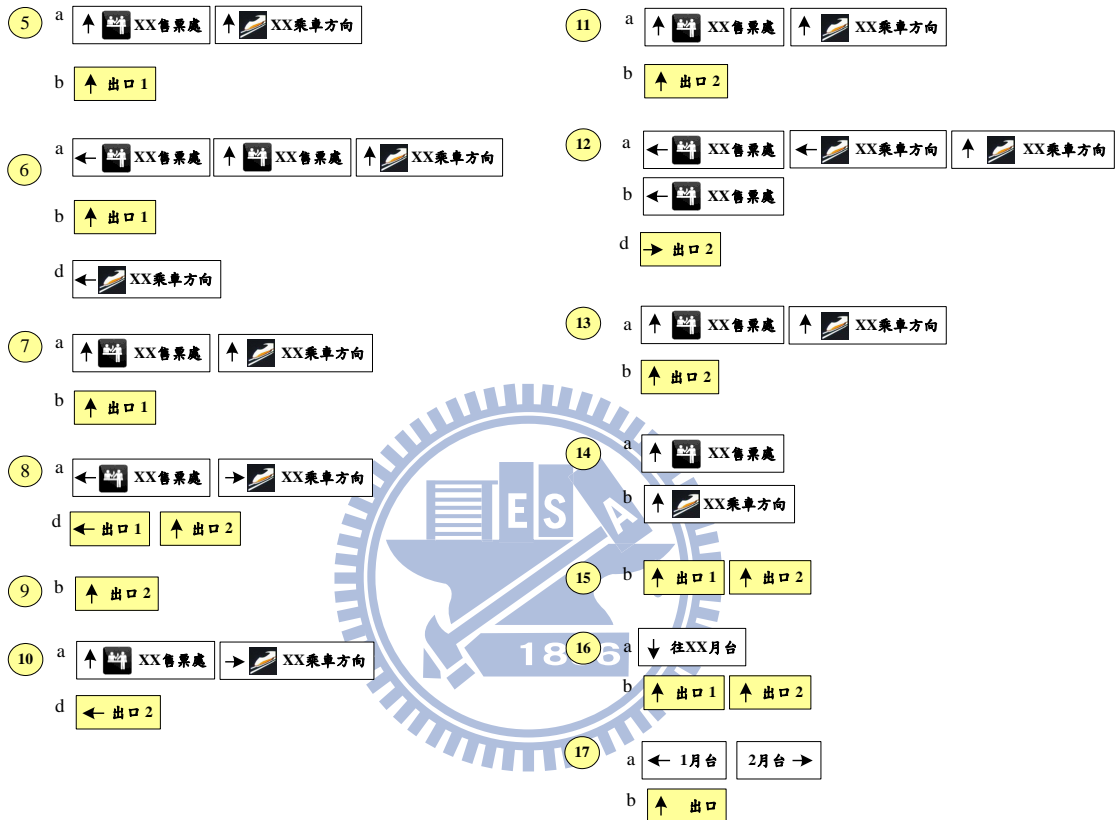 5 a ↑ XX售票處 ↑ XX乘車方向
b ↑ 出口 1
6 a ← XX售票處 ↑ XX售票處 ↑ XX乘車方向
b ↑ 出口 1
d ← XX乘車方向
7 a ↑ XX售票處 ↑ XX乘車方向
b ↑ 出口 1
8 a ← XX售票處 → XX乘車方向
d ← 出口 1 ↑ 出口 2
9 b ↑ 出口 2
10 a ↑ XX售票處 → XX乘車方向
d ← 出口 2
11 a ↑ XX售票處 ↑ XX乘車方向
b ↑ 出口 2
12 a ← XX售票處 ← XX乘車方向 ↑ XX乘車方向
b ← XX售票處
d → 出口 2
13 a ↑ XX售票處 ↑ XX乘車方向
b ↑ 出口 2
14 a ↑ XX售票處
b ↑ XX乘車方向
15 b ↑ 出口 1 ↑ 出口 2
16 a ↓ 往XX月台
b ↑ 出口 1 ↑ 出口 2
17 a ← 1月台 2月台 →
b ↑ 出口
E S A
1896